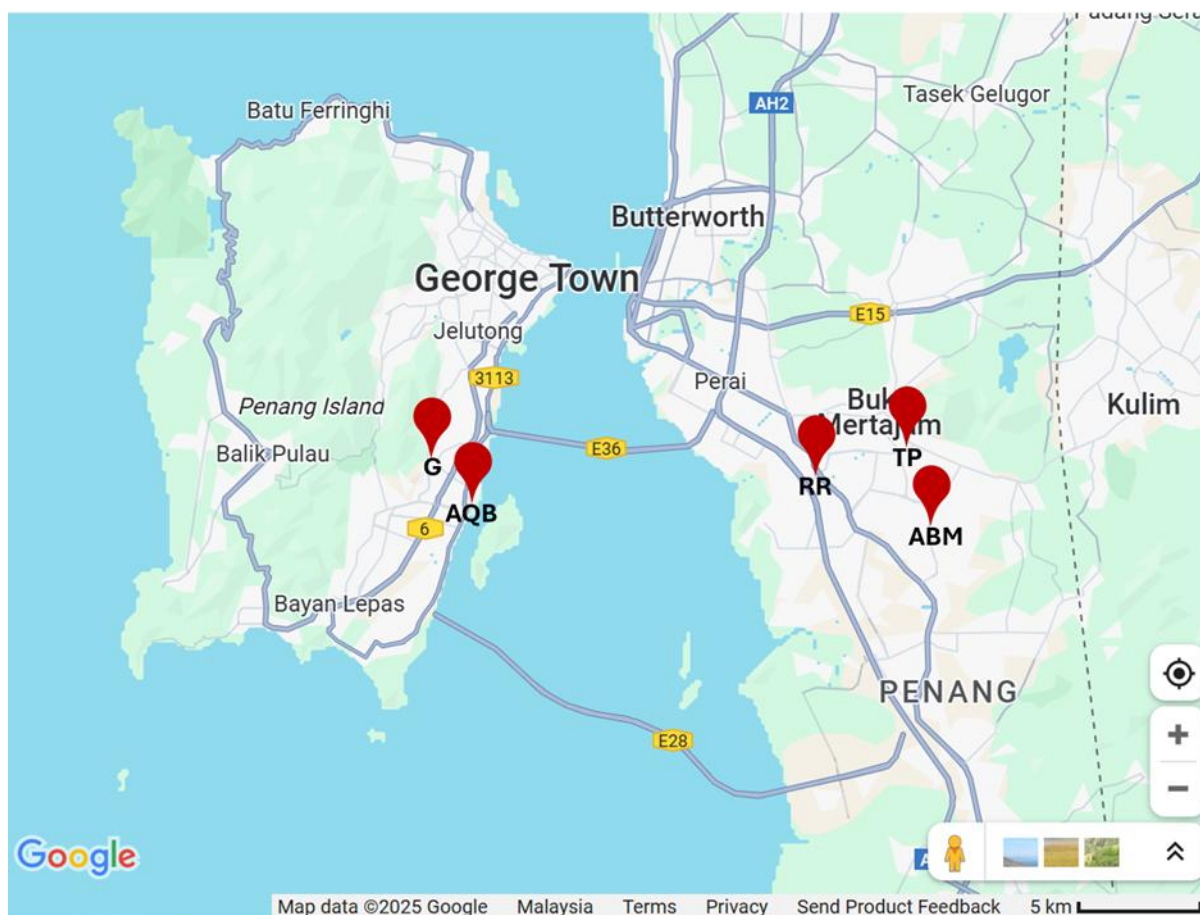 Padang Sera
Batu Ferringhi
AH2
Tasek Gelugor
Butterworth
George Town
E15
Jelutong
3113
Perai
Penang Island
Buk
Mertajam
Kulim
Balik Pulau
G
E36
TP
RR
AQB
6
ABM
Bayan Lepas
PENANG
E28
Google
A
Map data ©2025 Google Malaysia Terms Privacy Send Product Feedback 5 km